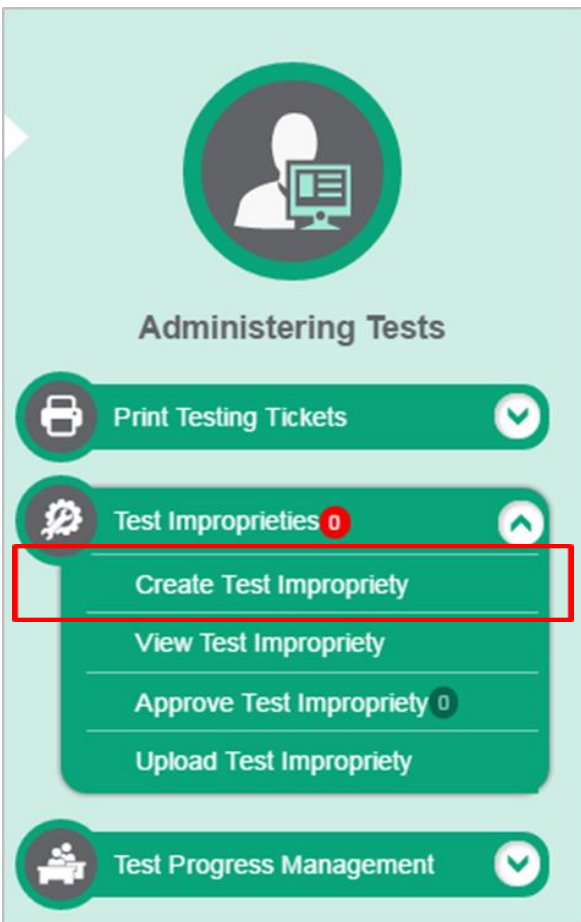 Administering Tests
Print Testing Tickets
Test Improprieties 0
Create Test Impropriety
View Test Impropriety
Approve Test Impropriety 0
Upload Test Impropriety
Test Progress Management